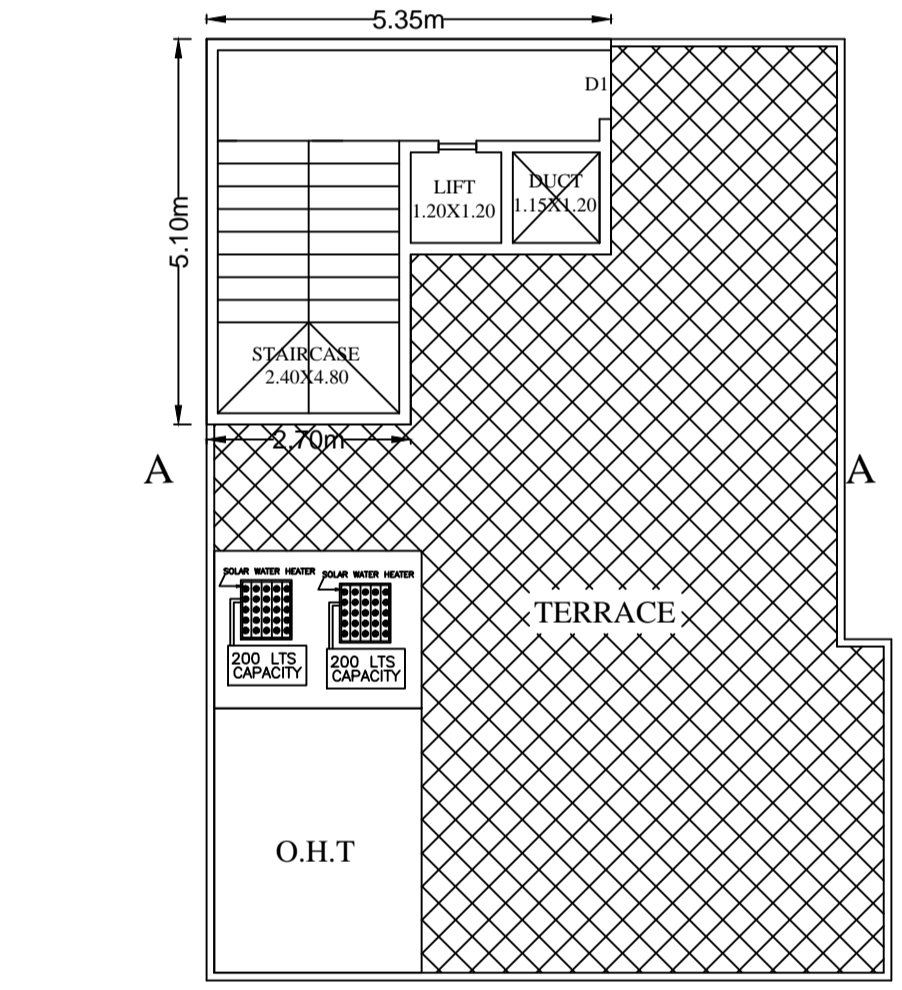 5.35m
D1
LIFT
1.20X1.20
DUCT
1.15X1.20
5.10m
STAIRCASE
2.40X4.80
2.70m
A
A
SOLAR WATER HEATER
SOLAR WATER HEATER
200 LTS
CAPACITY
200 LTS
CAPACITY
TERRACE
O.H.T